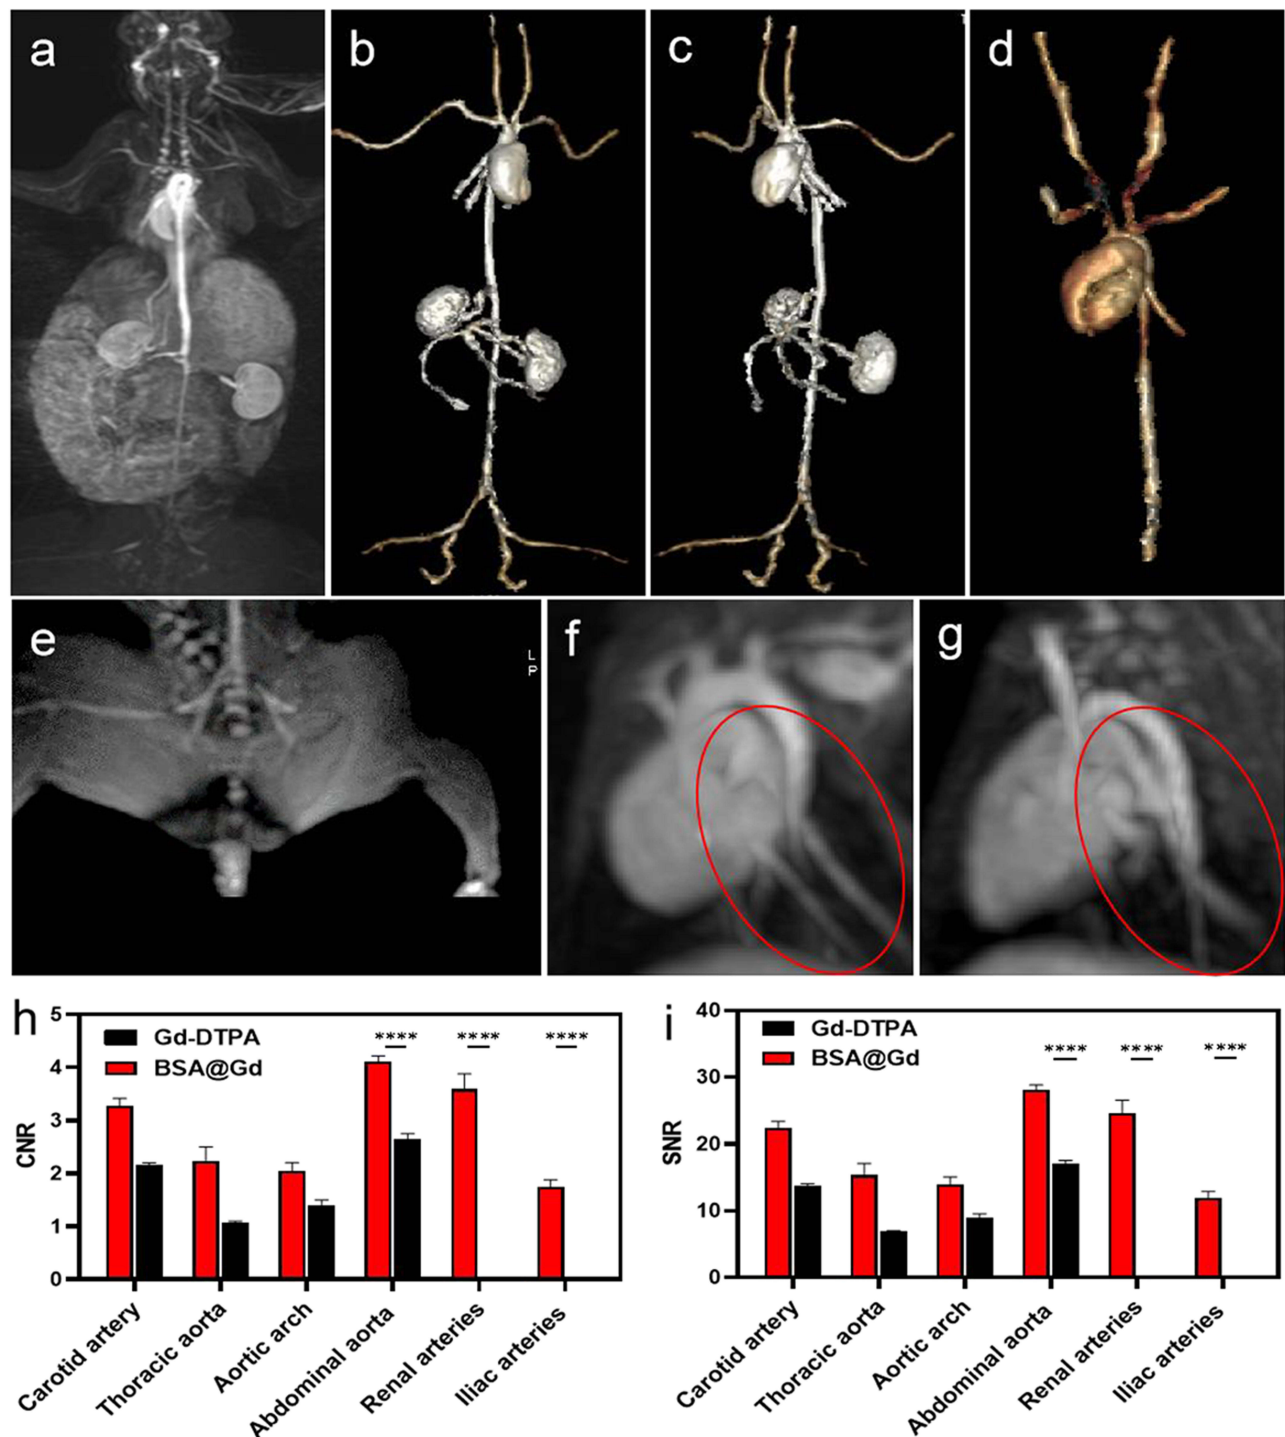 a
b
c
d
e
L
P
f
g
h
5
4
3
2
1
0
CNR
Gd-DTPA
BSA@Gd
****
****
****
Carotid artery
Thoracic aorta
Aortic arch
Abdominal aorta
Renal arteries
Iliac arteries
i
40
30
20
10
0
SNR
Gd-DTPA
BSA@Gd
****
****
****
Carotid artery
Thoracic aorta
Aortic arch
Abdominal aorta
Renal arteries
Iliac arteries